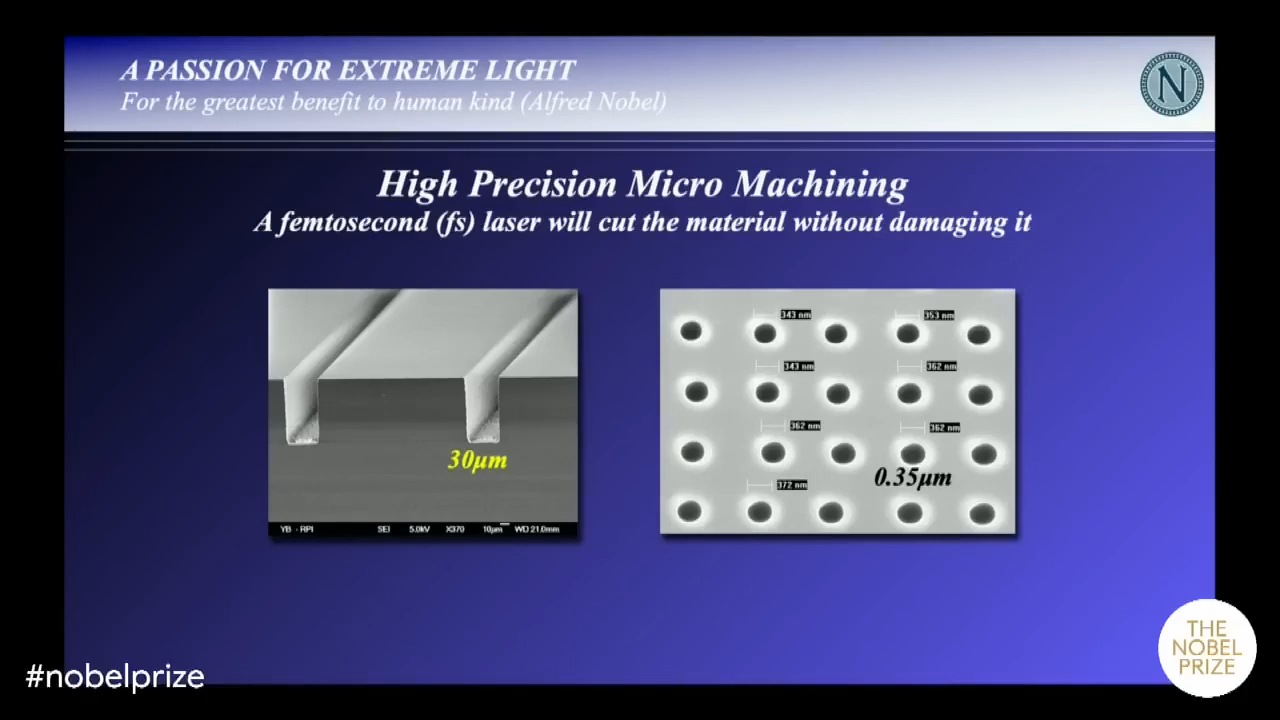 A PASSION FOR EXTREME LIGHT
For the greatest benefit to human kind (Alfred Nobel)
N
High Precision Micro Machining
A femtosecond (fs) laser will cut the material without damaging it
30µm
YB - RPI SEI 5.0kV X370 10µm WD 21.0mm
343 nm 353 nm
343 nm 362 nm
362 nm 362 nm
0.35µm
372 nm
THE
NOBEL
PRIZE
#nobelprize